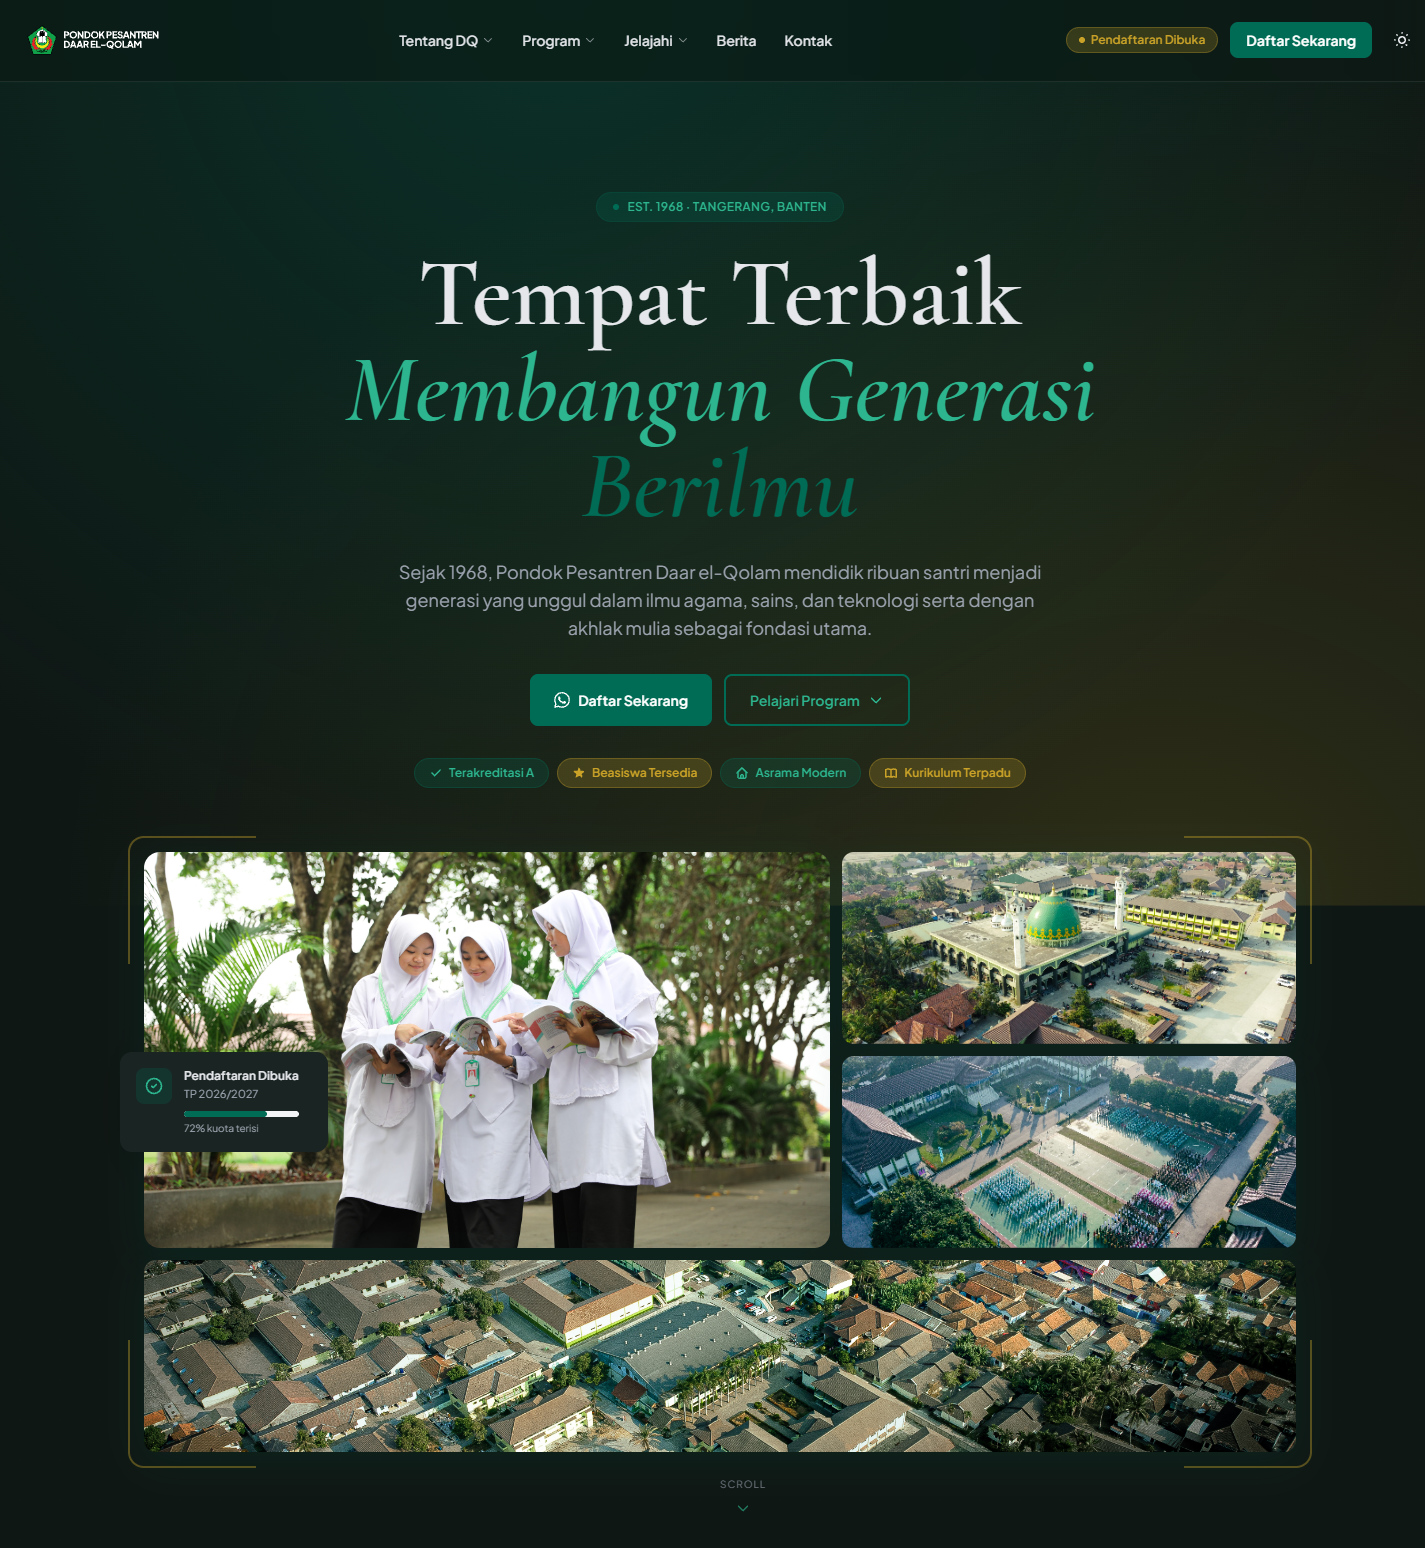 PONDOK PESANTREN
DAAR EL-QOLAM
Tentang DQ
Program
Jelajahi
Berita
Kontak
Pendaftaran Dibuka
Daftar Sekarang
EST. 1968 · TANGERANG, BANTEN
Tempat Terbaik
Membangun Generasi
Berilmu
Sejak 1968, Pondok Pesantren Daar el-Qolam mendidik ribuan santri menjadi
generasi yang unggul dalam ilmu agama, sains, dan teknologi serta dengan
akhlak mulia sebagai fondasi utama.
Daftar Sekarang
Pelajari Program
Terakreditasi A
Beasiswa Tersedia
Asrama Modern
Kurikulum Terpadu
Pendaftaran Dibuka
TP 2026/2027
72% kuota terisi
SCROLL